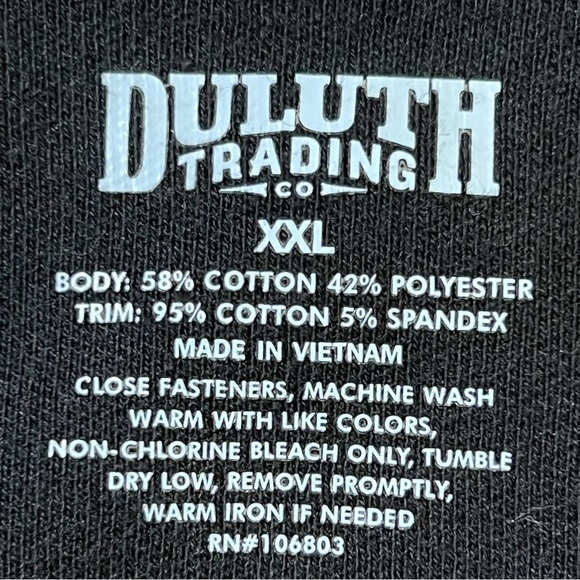 DULUTH
TRADING
CO
XXL
BODY: 58% COTTON 42% POLYESTER
TRIM: 95% COTTON 5% SPANDEX
MADE IN VIETNAM
CLOSE FASTENERS, MACHINE WASH
WARM WITH LIKE COLORS,
NON-CHLORINE BLEACH ONLY, TUMBLE
DRY LOW, REMOVE PROMPTLY,
WARM IRON IF NEEDED
RN#106803